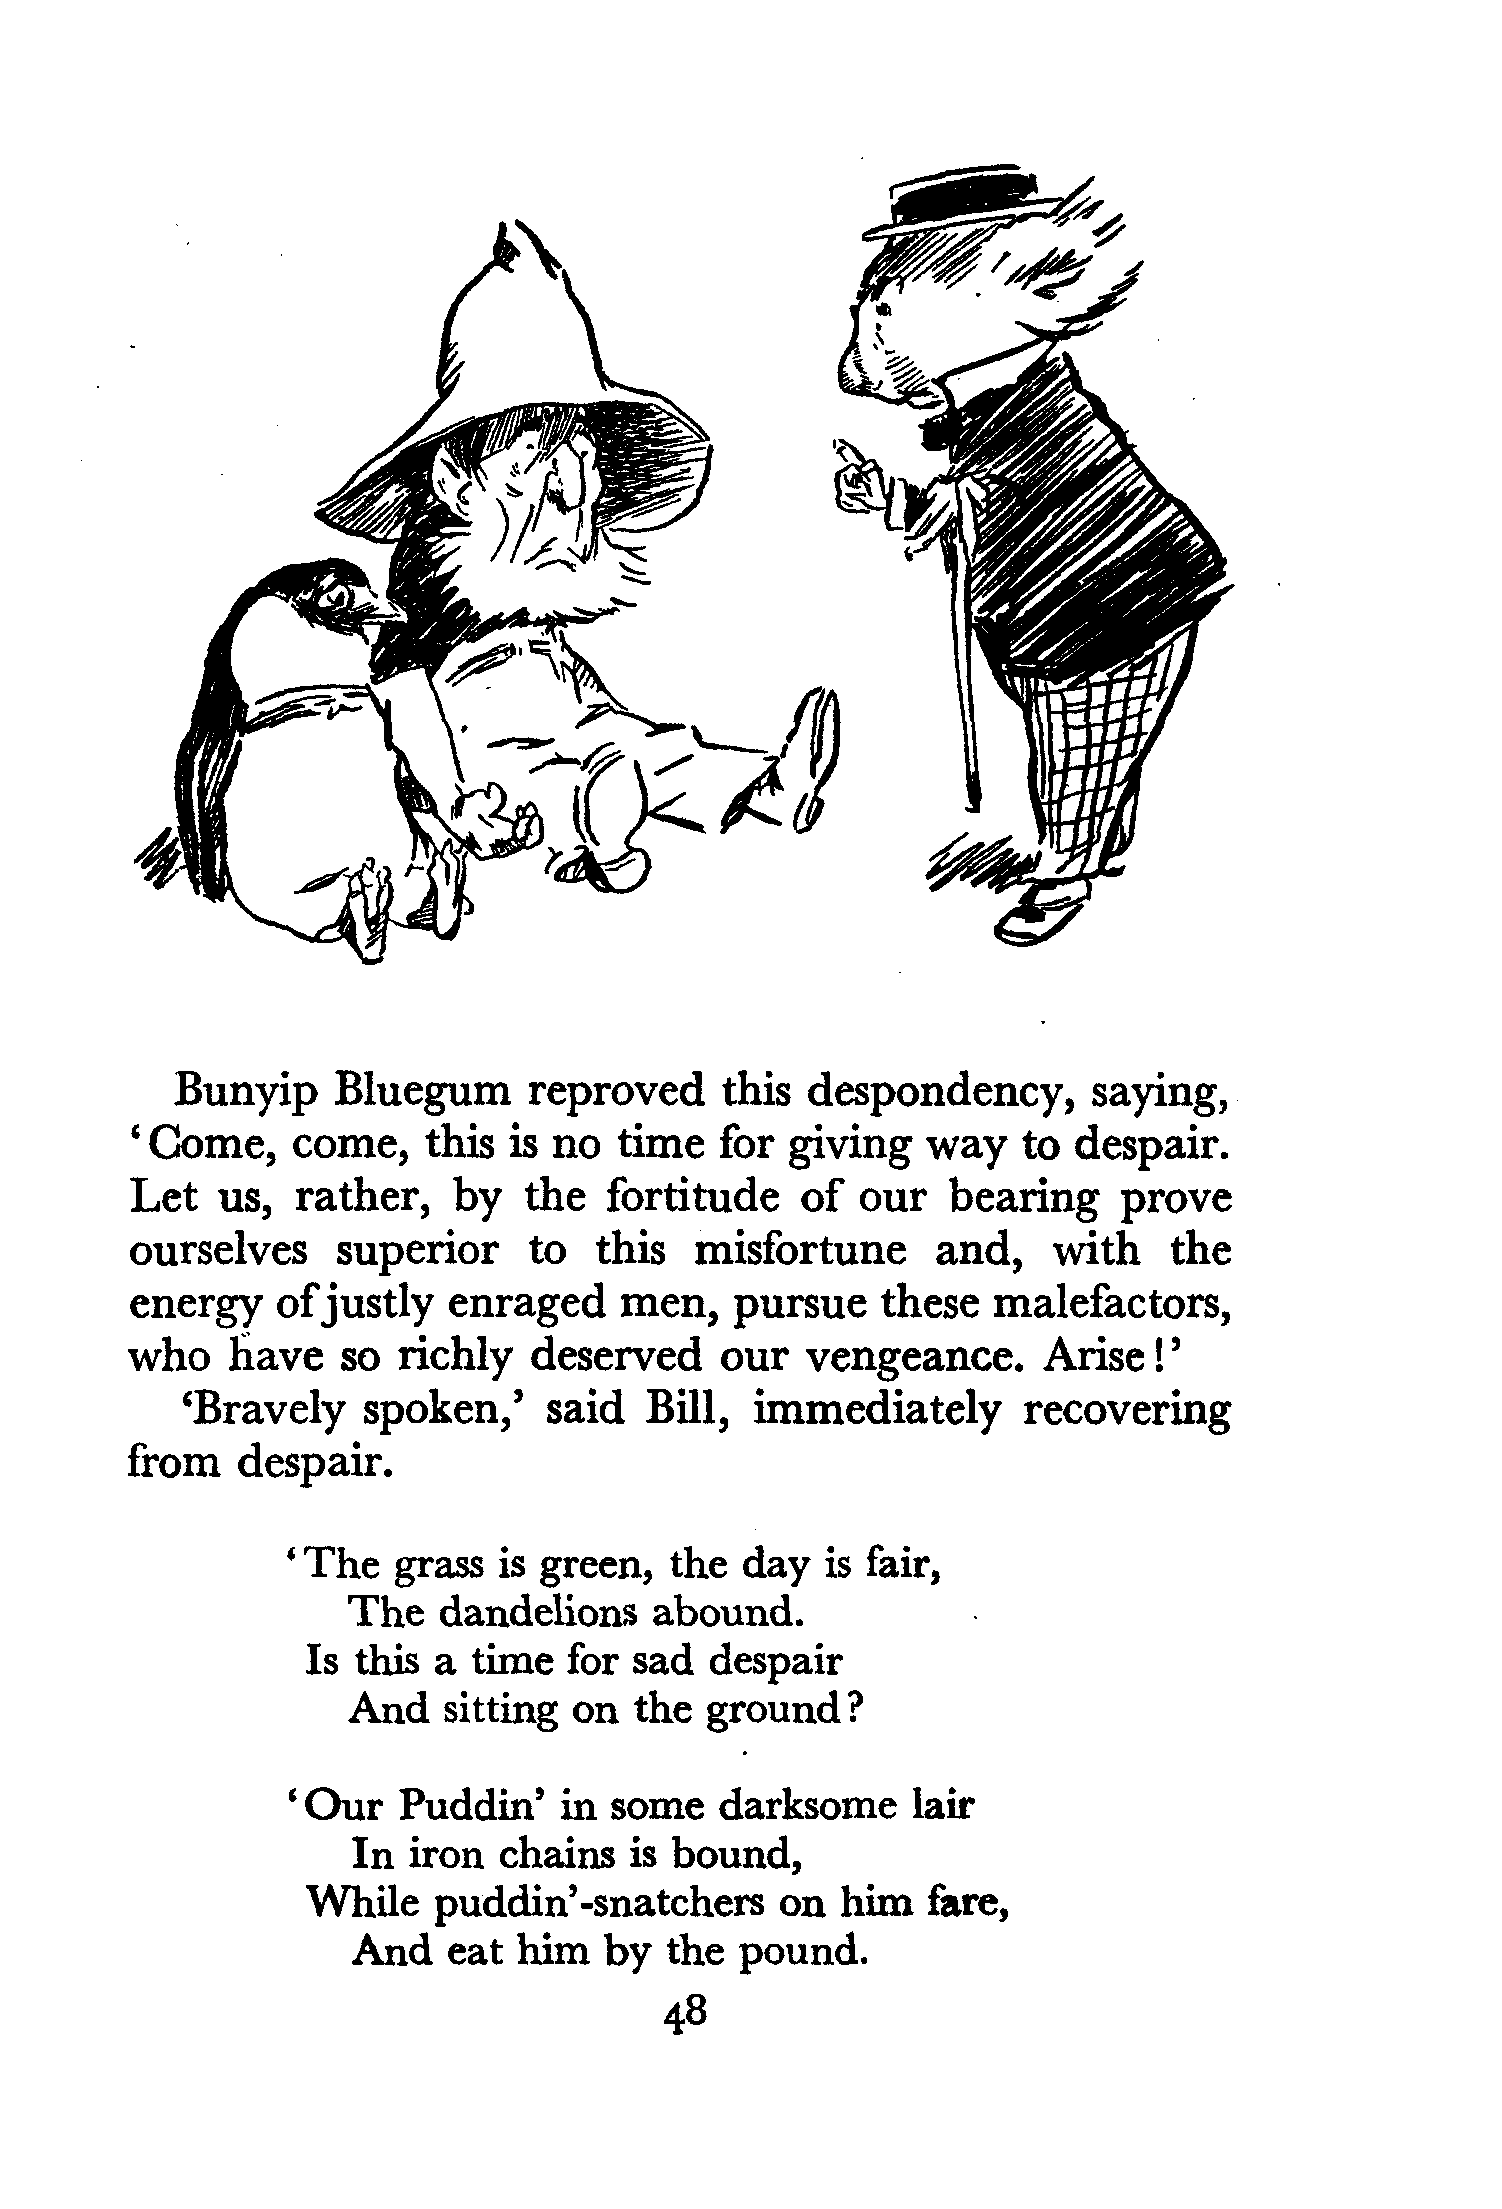 Bunyip Bluegum reproved this despondency, saying,
‘Come, come, this is no time for giving way to despair.
Let us, rather, by the fortitude of our bearing prove
ourselves superior to this misfortune and, with the
energy of justly enraged men, pursue these malefactors,
who have so richly deserved our vengeance. Arise!’
‘Bravely spoken,’ said Bill, immediately recovering
from despair.
‘The grass is green, the day is fair,
The dandelions abound.
Is this a time for sad despair
And sitting on the ground?
‘Our Puddin’ in some darksome lair
In iron chains is bound,
While puddin’-snatchers on him fare,
And eat him by the pound.
48